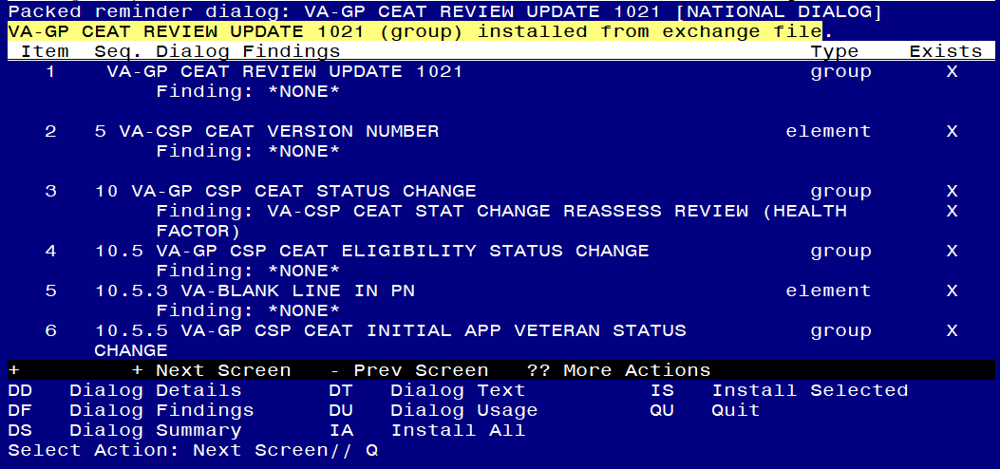 Packed reminder dialog: VA-GP CEAT REVIEW UPDATE 1021 [NATIONAL DIALOG]
VA-GP CEAT REVIEW UPDATE 1021 (group) installed from exchange file.
Item Seq. Dialog Findings Type Exists
1 VA-GP CEAT REVIEW UPDATE 1021 group X
Finding: *NONE*
2 5 VA-CSP CEAT VERSION NUMBER element X
Finding: *NONE*
3 10 VA-GP CSP CEAT STATUS CHANGE group X
Finding: VA-CSP CEAT STAT CHANGE REASSESS REVIEW (HEALTH X
FACTOR)
4 10.5 VA-GP CSP CEAT ELIGIBILITY STATUS CHANGE group X
Finding: *NONE*
5 10.5.3 VA-BLANK LINE IN PN element X
Finding: *NONE*
6 10.5.5 VA-GP CSP CEAT INITIAL APP VETERAN STATUS group X
CHANGE
+ + Next Screen - Prev Screen ?? More Actions
DD Dialog Details DT Dialog Text IS Install Selected
DF Dialog Findings DU Dialog Usage QU Quit
DS Dialog Summary IA Install All
Select Action: Next Screen// Q